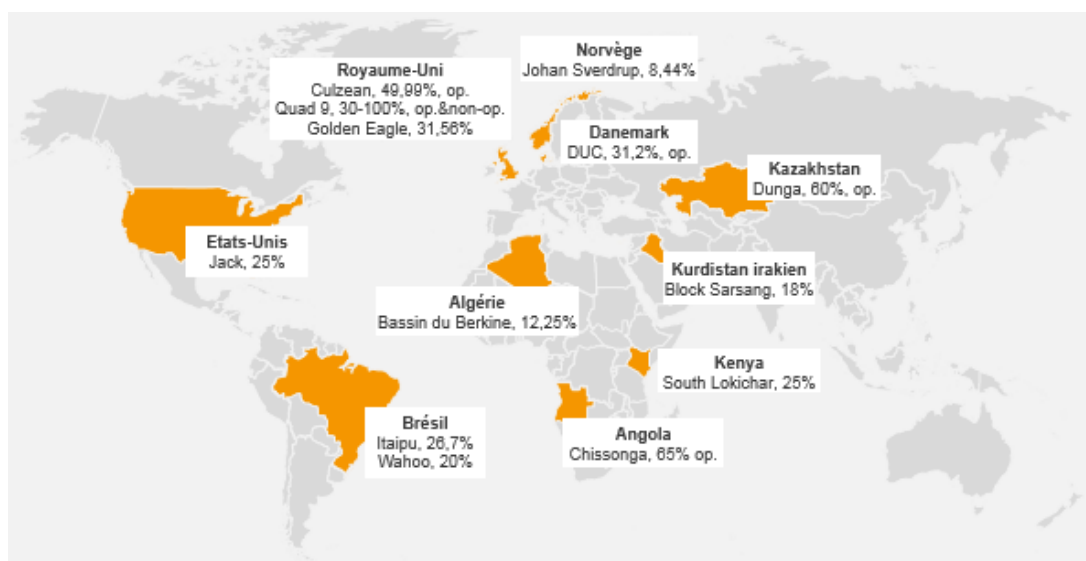 Norvège
Johan Sverdrup, 8,44%
Royaume-Uni
Culzean, 49,99%, op.
Quad 9, 30-100%, op.&non-op.
Golden Eagle, 31,56%
Danemark
DUC, 31,2%, op.
Kazakhstan
Dunga, 60%, op.
Etats-Unis
Jack, 25%
Kurdistan irakien
Block Sarsang, 18%
Algérie
Bassin du Berkine, 12,25%
Kenya
South Lokichar, 25%
Brésil
Itaipu, 26,7%
Wahoo, 20%
Angola
Chissonga, 65% op.